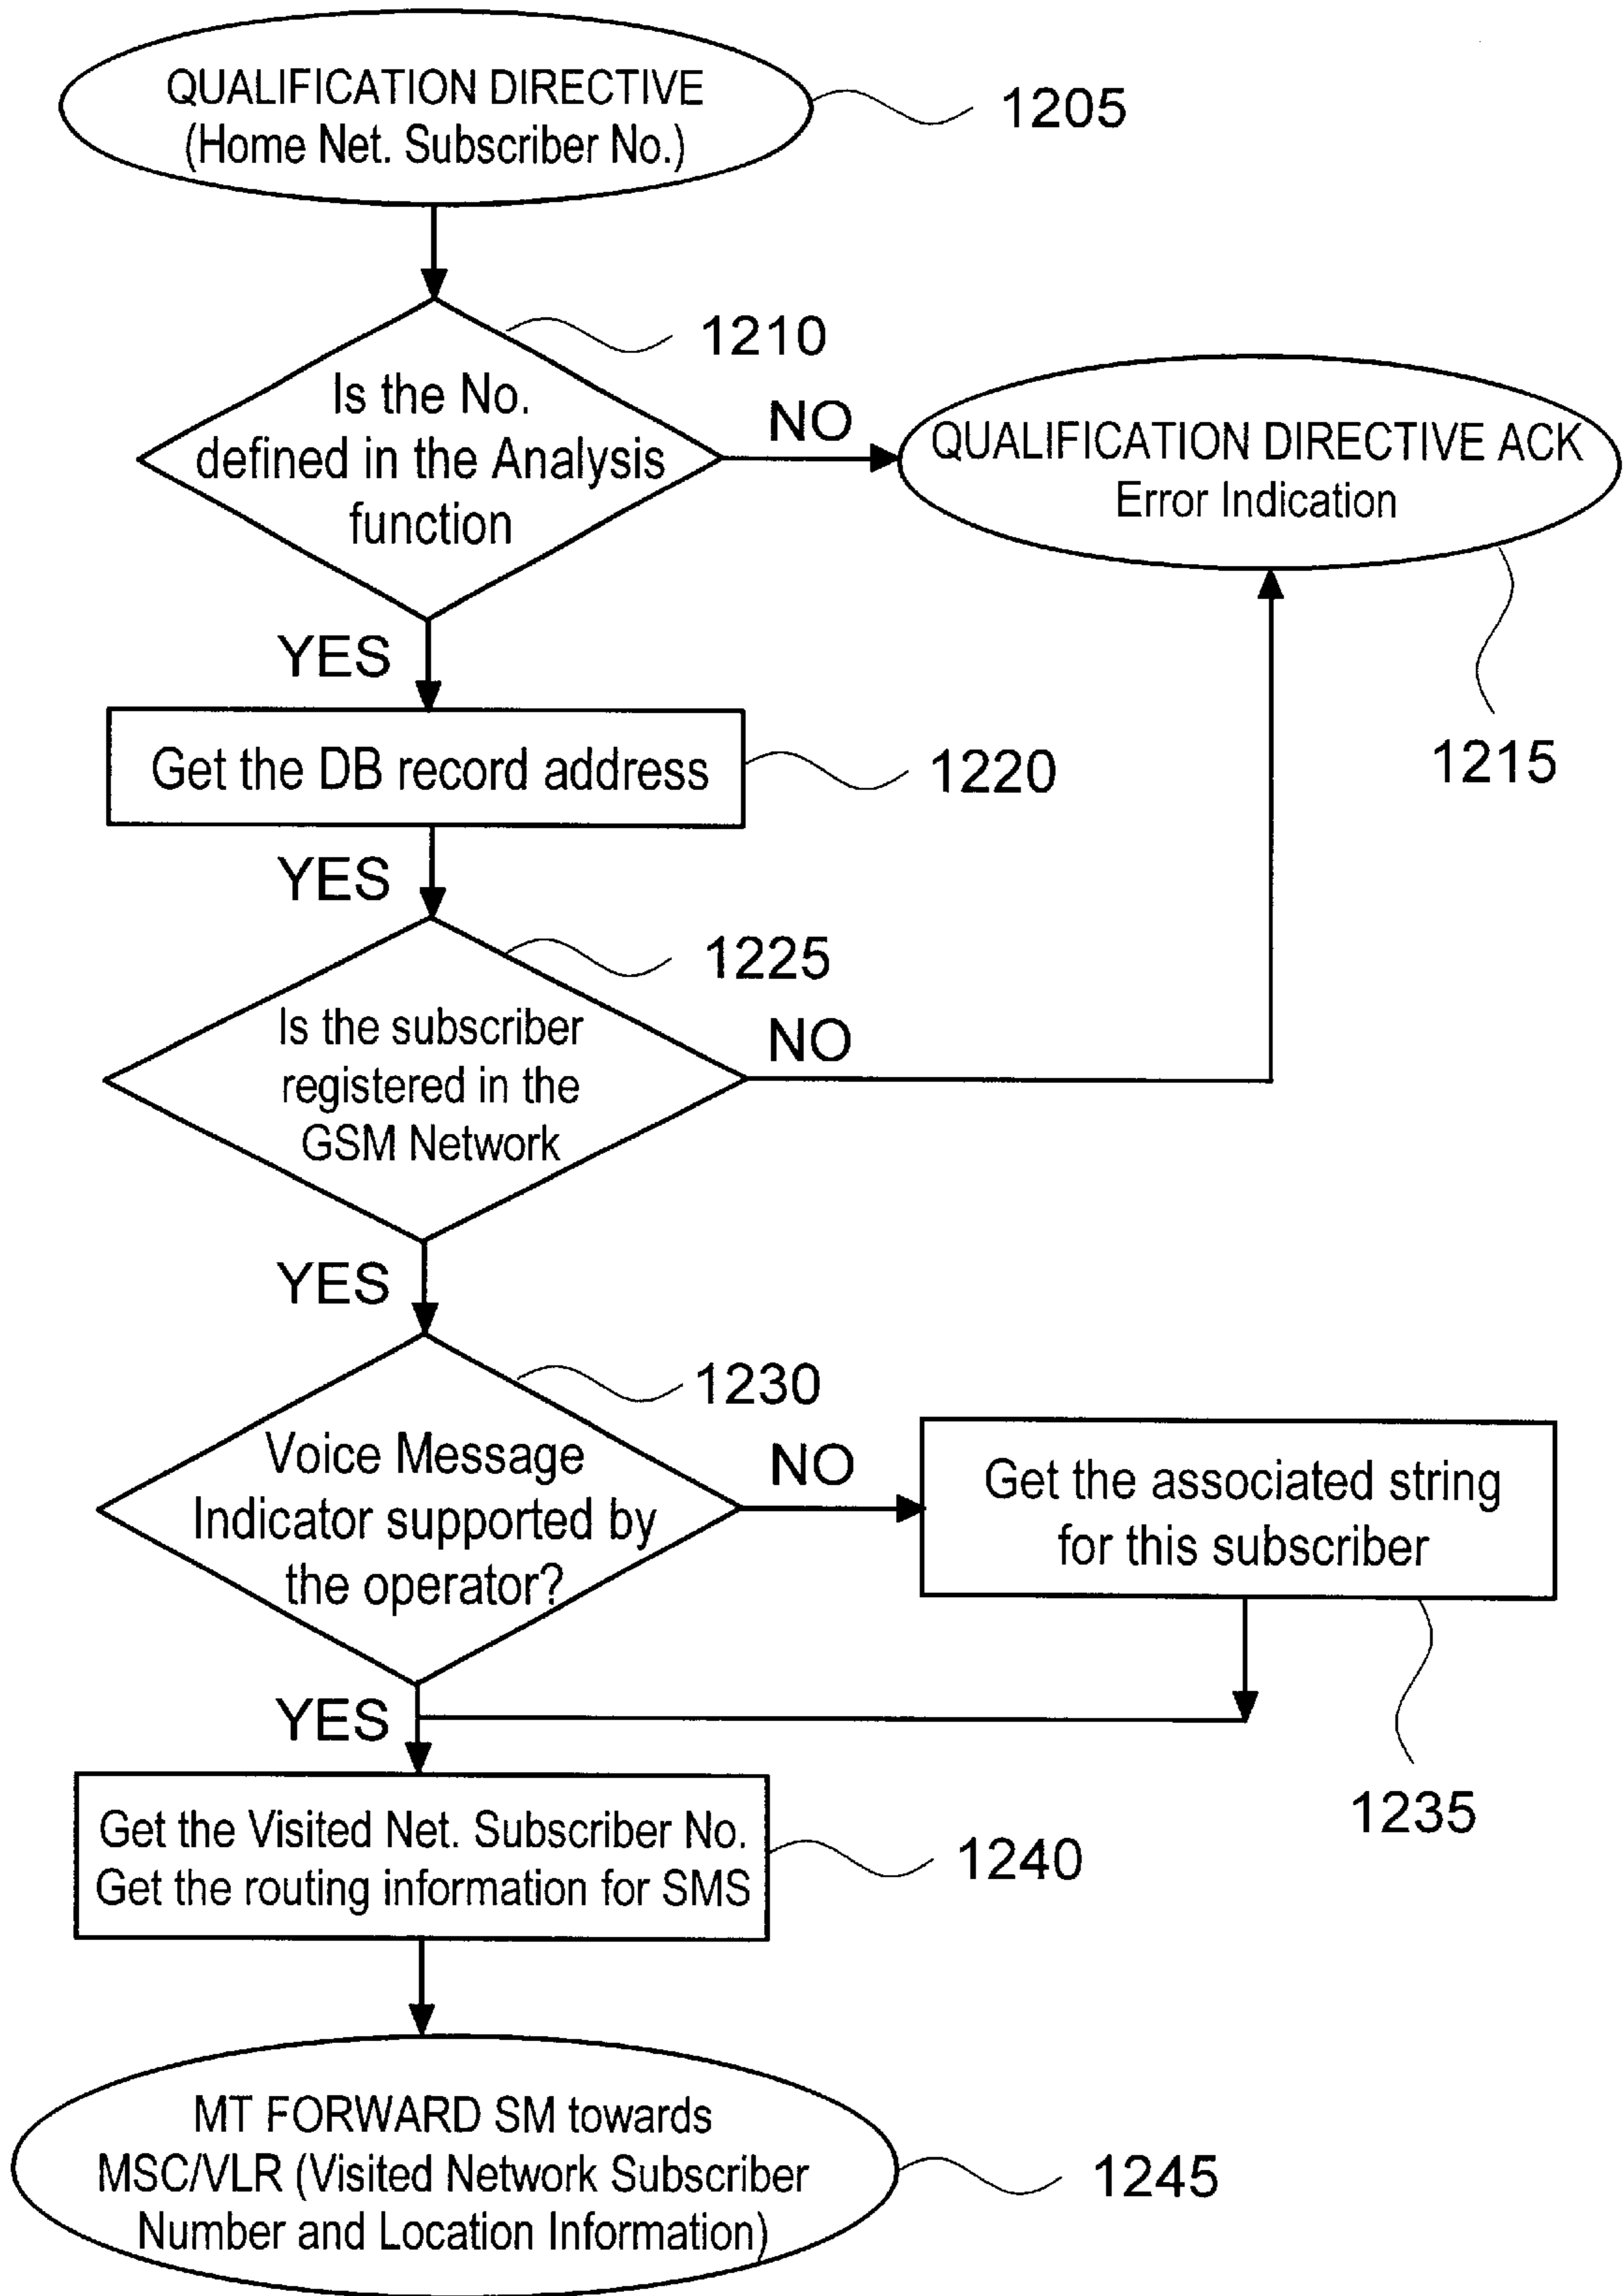 QUALIFICATION DIRECTIVE
(Home Net. Subscriber No.)
1205
1210
Is the No.
defined in the Analysis
function
NO
QUALIFICATION DIRECTIVE ACK
Error Indication
1215
YES
Get the DB record address
1220
YES
1225
Is the subscriber
registered in the
GSM Network
NO
YES
1230
Voice Message
Indicator supported by
the operator?
NO
Get the associated string
for this subscriber
1235
YES
Get the Visited Net. Subscriber No.
Get the routing information for SMS
1240
MT FORWARD SM towards
MSC/VLR (Visited Network Subscriber
Number and Location Information)
1245